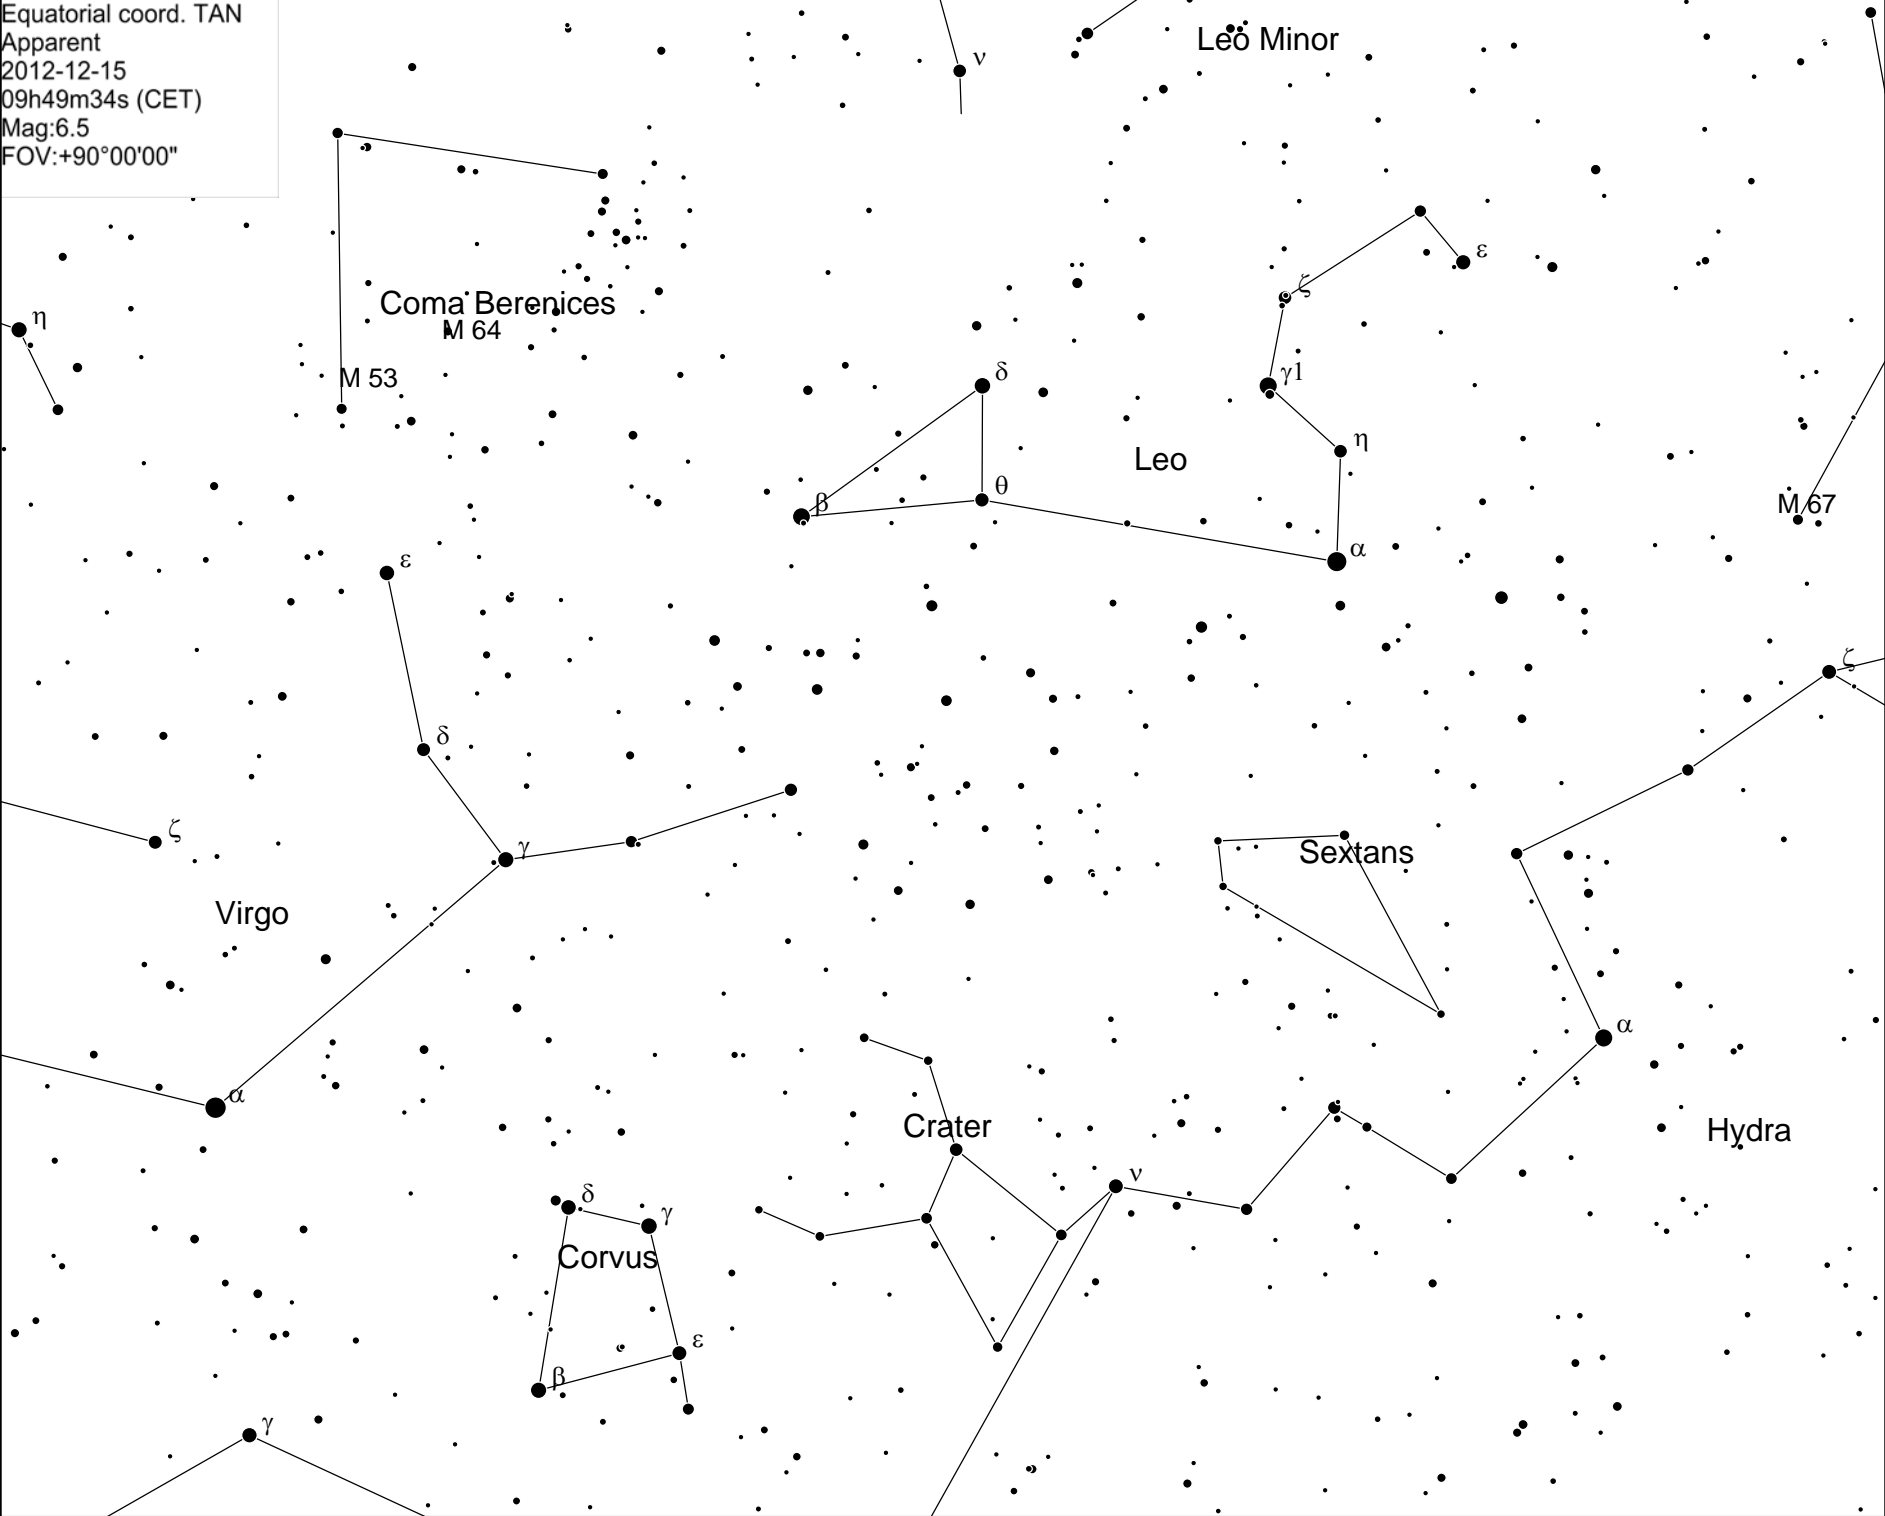 Equatorial coord. TAN
Apparent
2012-12-15
09h49m34s (CET)
Mag:6.5
FOV:+90°00'00"
ν
Leo Minor
ε
ζ
Coma Berenices
η
M 64
δ
γ1
M 53
η
Leo
θ
β
M 67
α
ε
ζ
δ
ζ
γ
Sextans
Virgo
α
α
Crater
Hydra
ν
δ
γ
Corvus
ε
β
γ